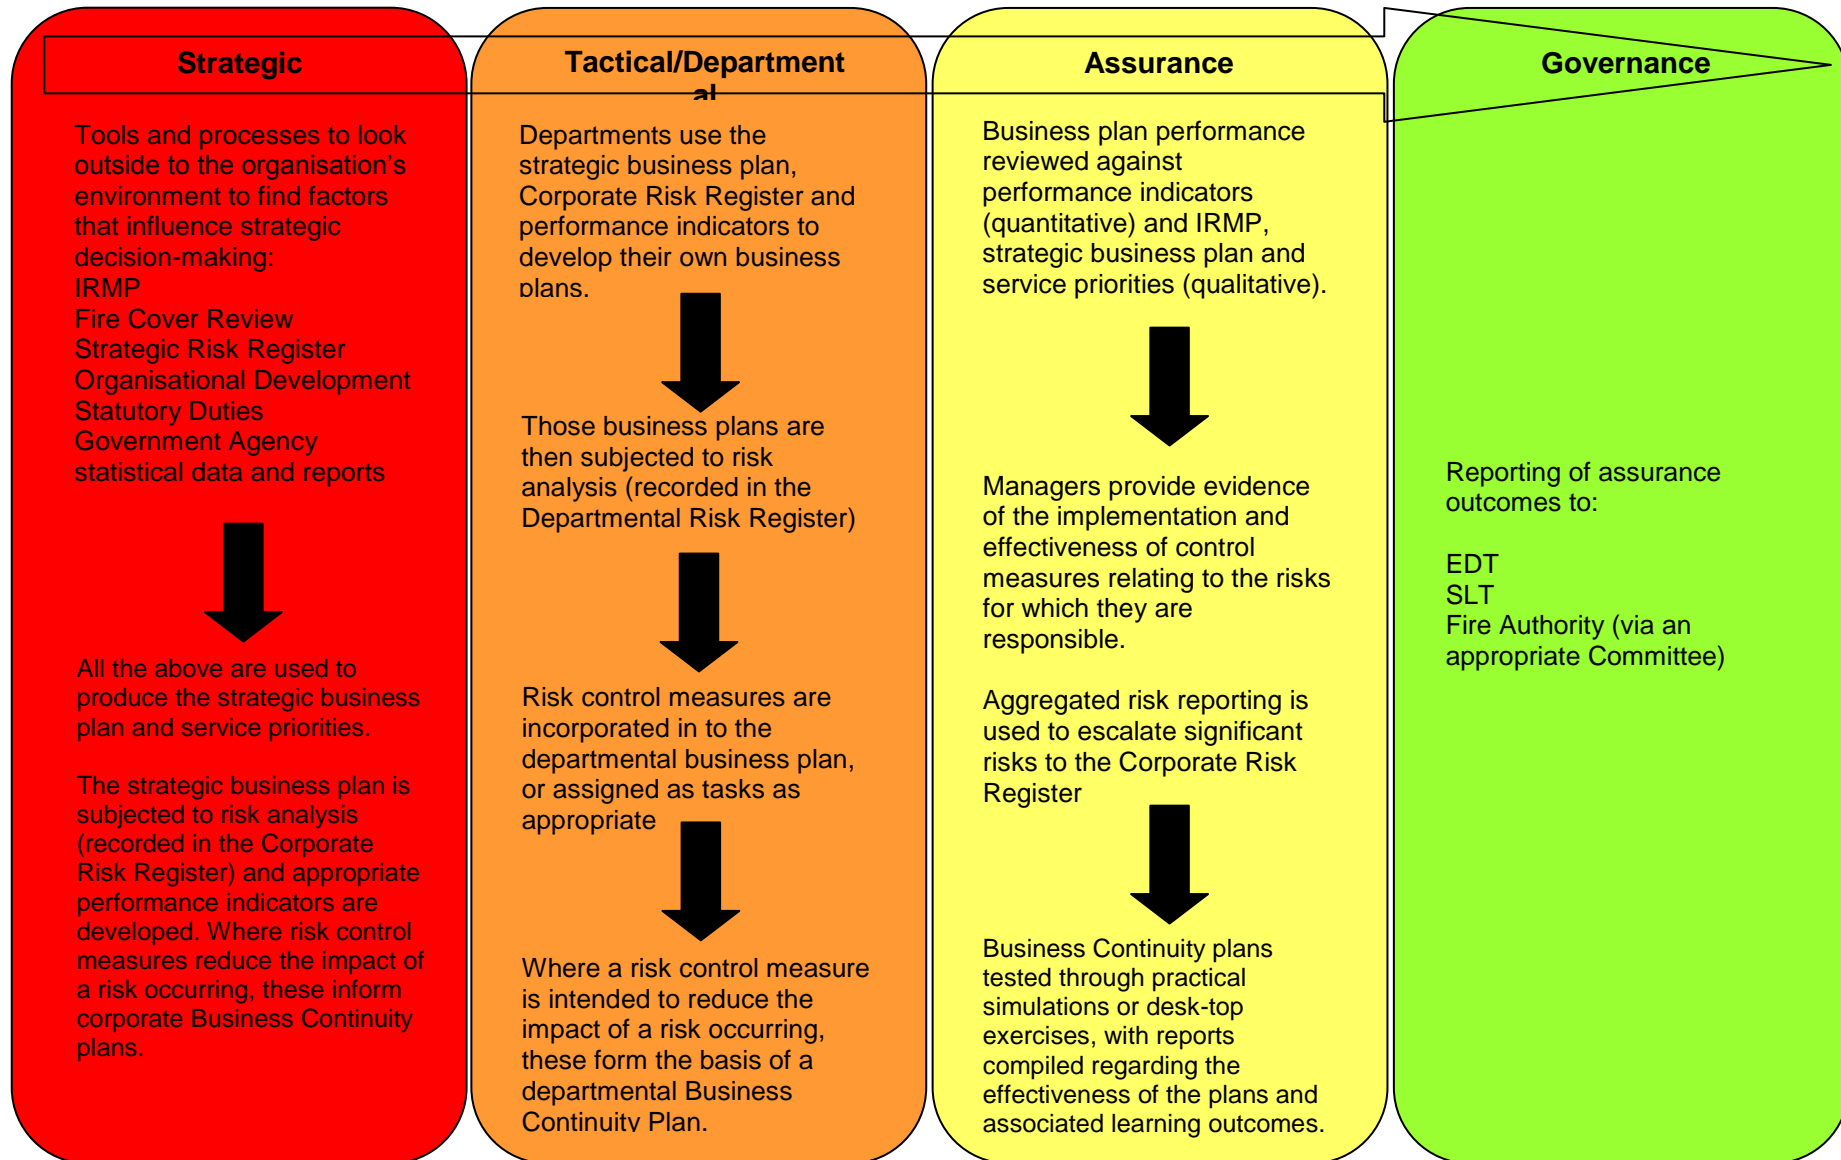 Strategic
Tools and processes to look
outside to the organisation's
environment to find factors
that influence strategic
decision-making:
IRMP
Fire Cover Review
Strategic Risk Register
Organisational Development
Statutory Duties
Government Agency
statistical data and reports
All the above are used to
produce the strategic business
plan and service priorities.
The strategic business plan is
subjected to risk analysis
(recorded in the Corporate
Risk Register) and appropriate
performance indicators are
developed. Where risk control
measures reduce the impact of
a risk occurring, these inform
corporate Business Continuity
plans.
Tactical/Department
al
Departments use the
strategic business plan,
Corporate Risk Register and
performance indicators to
develop their own business
plans.
Those business plans are
then subjected to risk
analysis (recorded in the
Departmental Risk Register)
Risk control measures are
incorporated in to the
departmental business plan,
or assigned as tasks as
appropriate
Where a risk control measure
is intended to reduce the
impact of a risk occurring,
these form the basis of a
departmental Business
Continuity Plan.
Assurance
Business plan performance
reviewed against
performance indicators
(quantitative) and IRMP,
strategic business plan and
service priorities (qualitative).
Managers provide evidence
of the implementation and
effectiveness of control
measures relating to the risks
for which they are
responsible.
Aggregated risk reporting is
used to escalate significant
risks to the Corporate Risk
Register
Business Continuity plans
tested through practical
simulations or desk-top
exercises, with reports
compiled regarding the
effectiveness of the plans and
associated learning outcomes.
Governance
Reporting of assurance
outcomes to:
EDT
SLT
Fire Authority (via an
appropriate Committee)